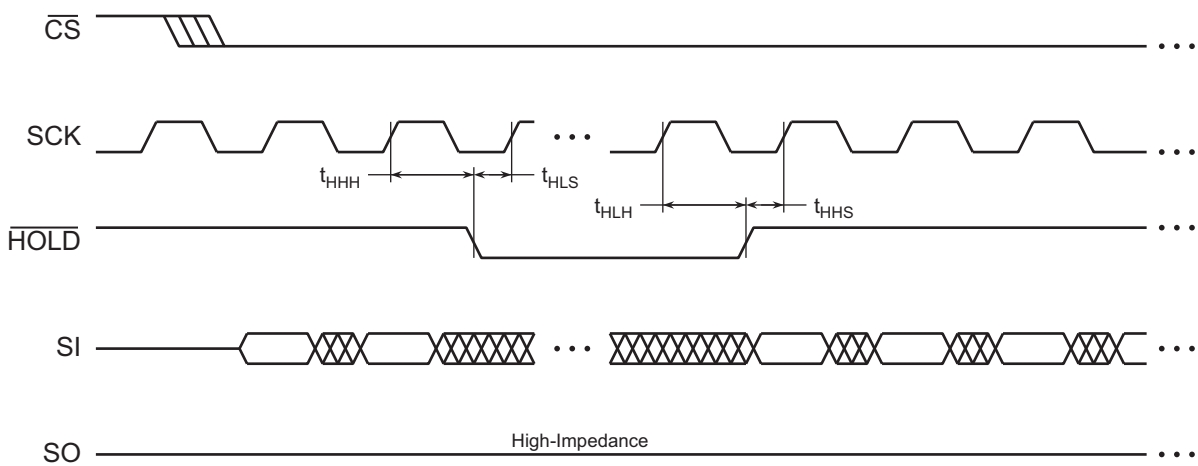 CS
SCK
tHHH
tHLS
tHLH
tHHS
HOLD
SI
SO
High-Impedance